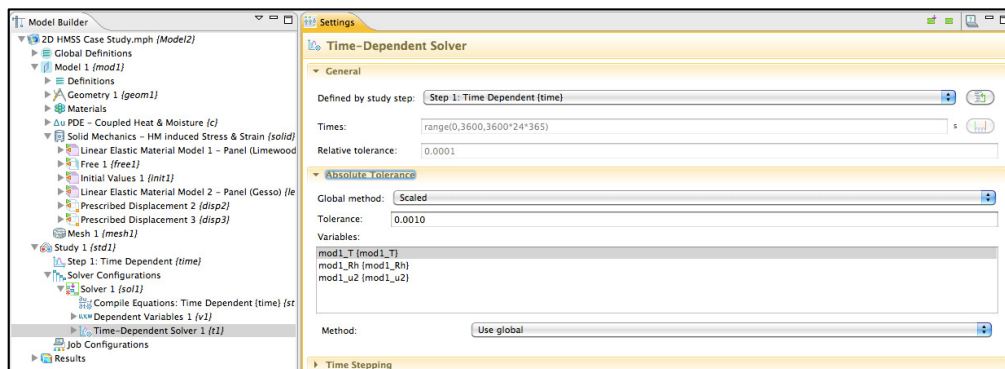 Model Builder
2D HMSS Case Study.mph {Model2}
Global Definitions
Model 1 {mod1}
Definitions
Geometry 1 {geom1}
Materials
Δu PDE - Coupled Heat & Moisture {c}
Solid Mechanics - HM induced Stress & Strain {solid}
Linear Elastic Material Model 1 - Panel (Limewood
Free 1 {free1}
Initial Values 1 {init1}
Linear Elastic Material Model 2 - Panel (Gesso) {le
Prescribed Displacement 2 {disp2}
Prescribed Displacement 3 {disp3}
Mesh 1 {mesh1}
Study 1 {std1}
Step 1: Time Dependent {time}
Solver Configurations
Solver 1 {sol1}
Compile Equations: Time Dependent {time} {st
Dependent Variables 1 {v1}
Time-Dependent Solver 1 {t1}
Job Configurations
Results
Settings
Time-Dependent Solver
General
Defined by study step: Step 1: Time Dependent {time}
Times: range(0,3600,3600*24*365) s
Relative tolerance: 0.0001
Absolute Tolerance
Global method: Scaled
Tolerance: 0.0010
Variables:
mod1_T {mod1_T}
mod1_Rh {mod1_Rh}
mod1_u2 {mod1_u2}
Method: Use global
Time Stepping